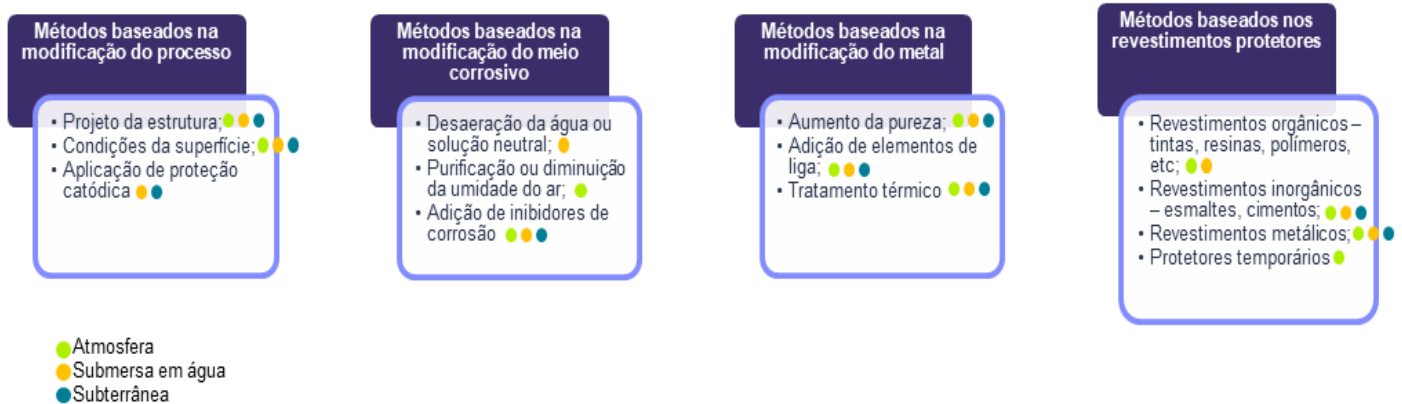 Métodos baseados na
modificação do processo
• Projeto da estrutura;
• Condições da superfície;
• Aplicação de proteção
catódica
Métodos baseados na
modificação do meio
corrosivo
• Desaeração da água ou
solução neutral;
• Purificação ou diminuição
da umidade do ar;
• Adição de inibidores de
corrosão
Métodos baseados na
modificação do metal
• Aumento da pureza;
• Adição de elementos de
liga;
• Tratamento térmico
Métodos baseados nos
revestimentos protetores
• Revestimentos orgânicos –
tintas, resinas, polímeros,
etc;
• Revestimentos inorgânicos
– esmaltes, cimentos;
• Revestimentos metálicos;
• Protetores temporários
Atmosfera
Submersa em água
Subterrânea